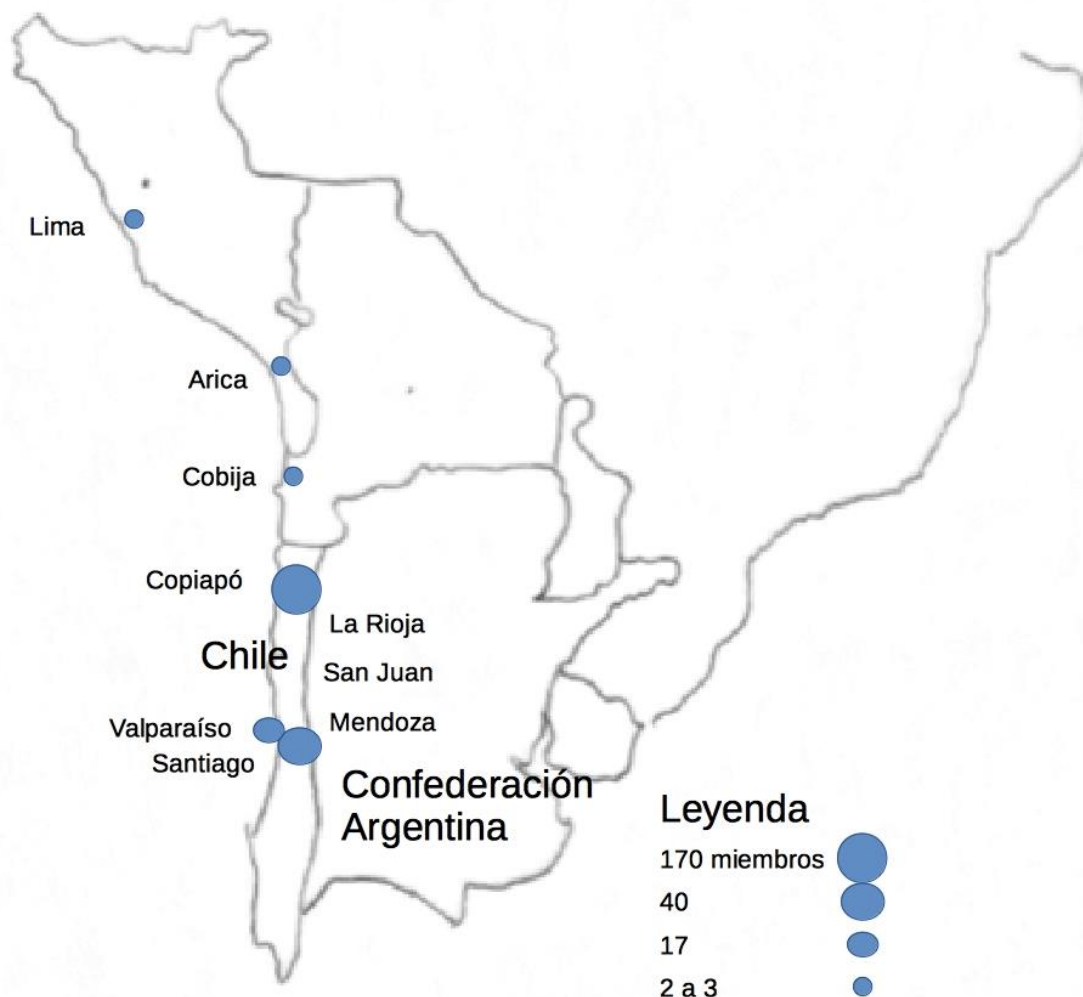 Lima
Arica
Cobija
Copiapó
La Rioja
Chile
San Juan
Mendoza
Valparaíso
Santiago
Confederación
Argentina
Leyenda
170 miembros
40
17
2 a 3